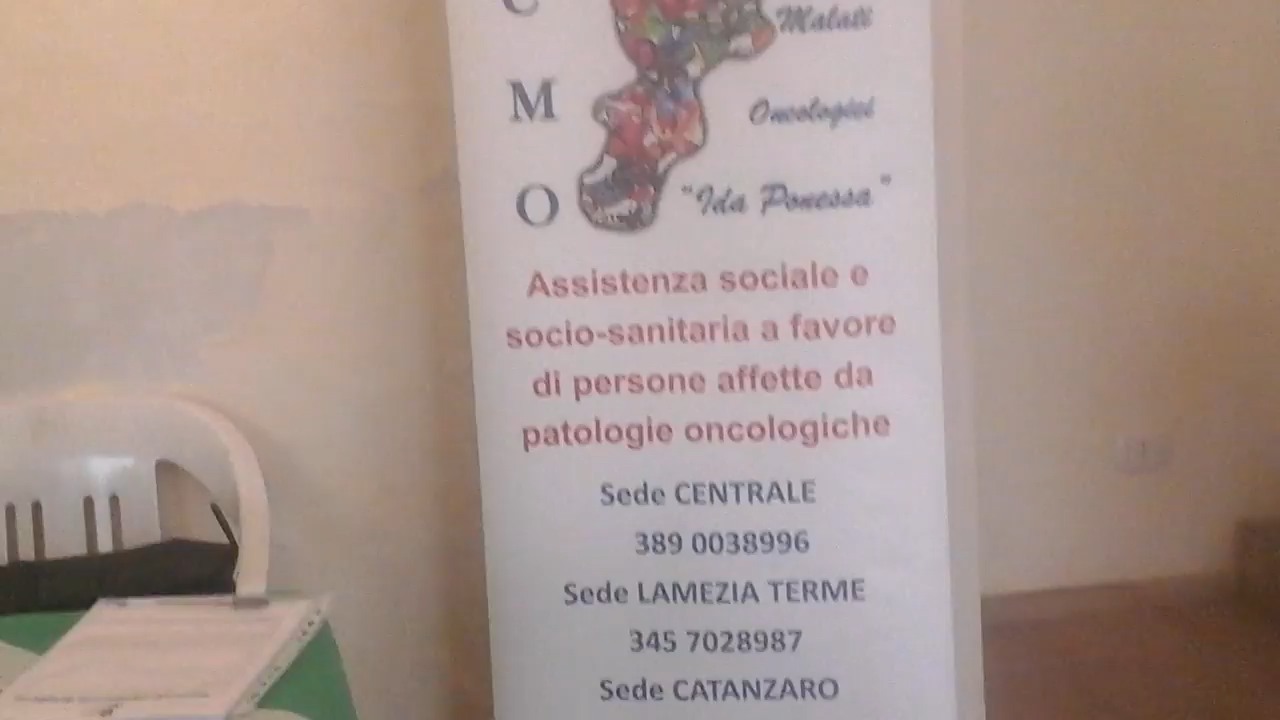 Malati
M
Oncologici
O
"Ida Ponessa"
Assistenza sociale e
socio-sanitaria a favore
di persone affette da
patologie oncologiche
Sede CENTRALE
389 0038996
Sede LAMEZIA TERME
345 7028987
Sede CATANZARO